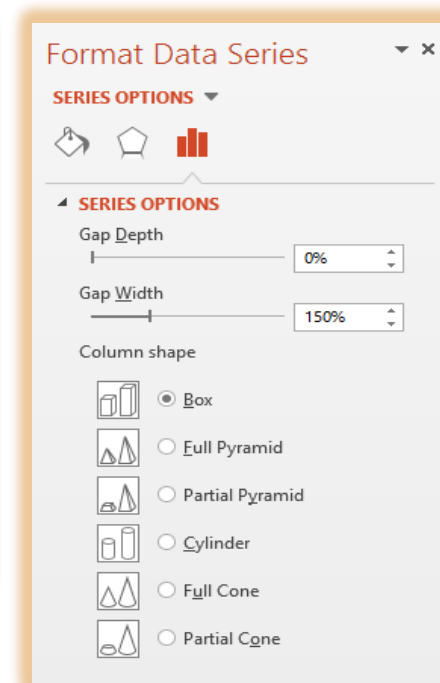 Format Data Series
SERIES OPTIONS
SERIES OPTIONS
Gap Depth
0%
Gap Width
150%
Column shape
Box
Full Pyramid
Partial Pyramid
Cylinder
Full Cone
Partial Cone